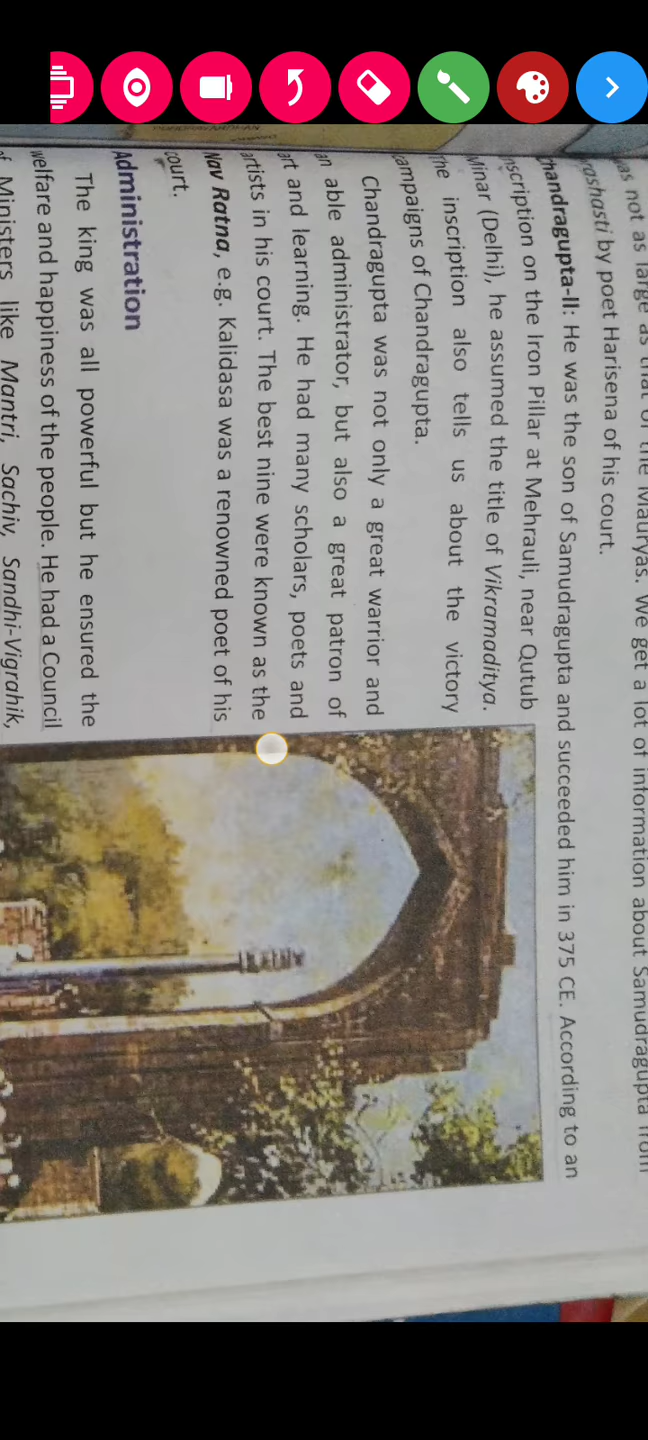 was not as large as that of the Mauryas. We get a lot of information about Samudragupta from
prashasti by poet Harisena of his court.
Chandragupta-II: He was the son of Samudragupta and succeeded him in 375 CE. According to an
inscription on the Iron Pillar at Mehrauli, near Qutub
Minar (Delhi), he assumed the title of Vikramaditya.
The inscription also tells us about the victory
campaigns of Chandragupta.
Chandragupta was not only a great warrior and
an able administrator, but also a great patron of
art and learning. He had many scholars, poets and
artists in his court. The best nine were known as the
Nav Ratna, e.g. Kalidasa was a renowned poet of his
court.
Administration
The king was all powerful but he ensured the
welfare and happiness of the people. He had a Council
of Ministers like Mantri, Sachiv, Sandhi-Vigrahik,